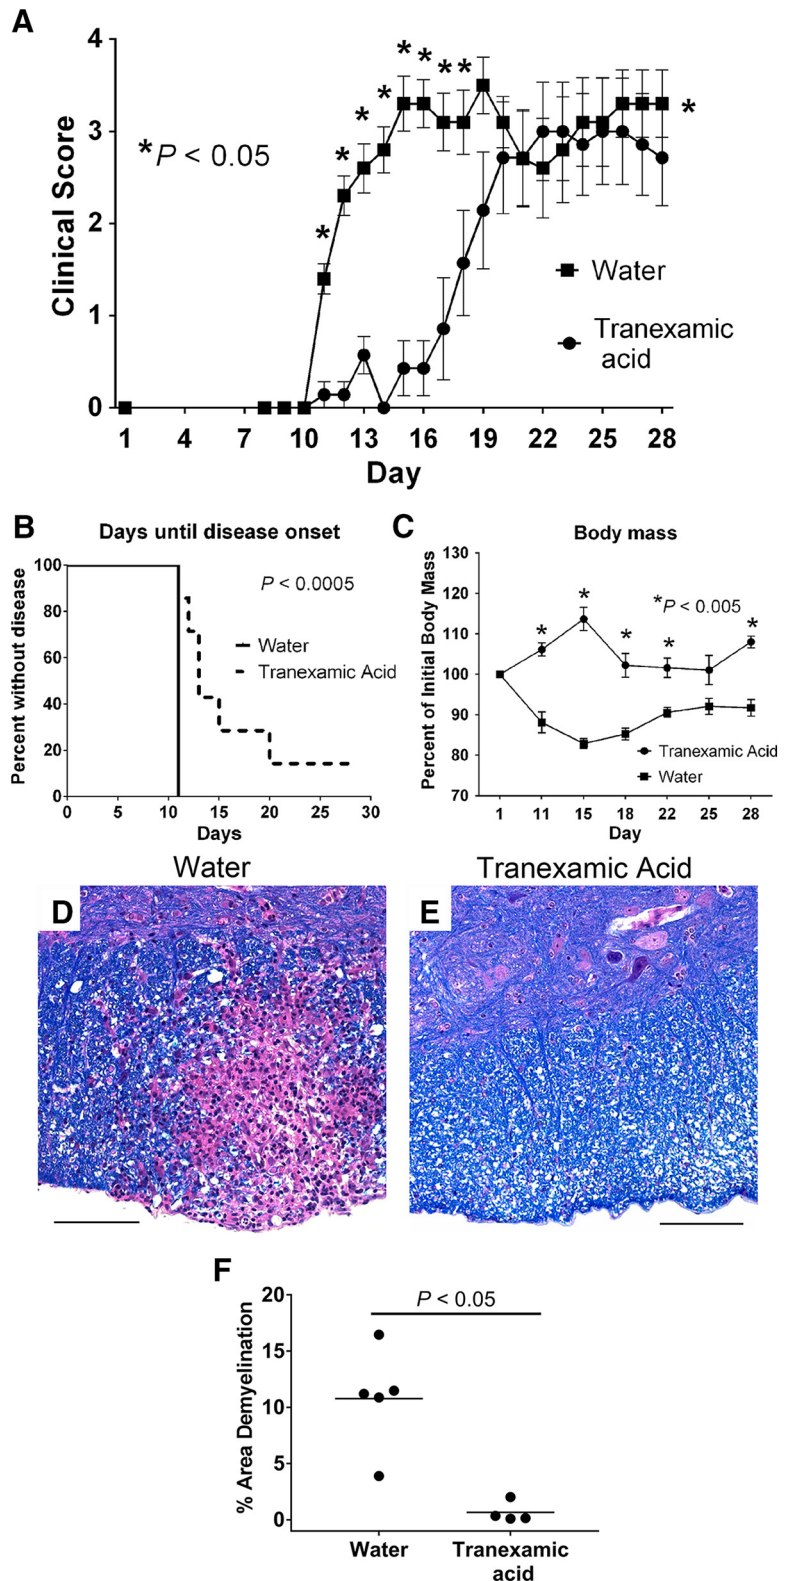 A
4
3
2
1
0
Clinical Score
* * * * * * * *
*
*P < 0.05
Water
Tranexamic
acid
1 4 7 10 13 16 19 22 25 28
Day
B
Days until disease onset
100
80
60
40
20
0
Percent without disease
P < 0.0005
Water
Tranexamic Acid
0 5 10 15 20 25 30
Days
C
Body mass
130
120
110
100
90
80
70
Percent of Initial Body Mass
* * * * *
*P < 0.005
Tranexamic Acid
Water
1 11 15 18 22 25 28
Day
Water
Tranexamic Acid
D
E
F
20
15
10
5
0
% Area Demyelination
P < 0.05
Water
Tranexamic
acid